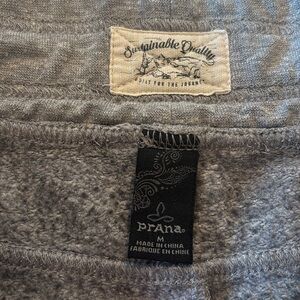 Sustainable Quality
BUILT FOR THE JOURNEY
prAna®
M
MADE IN CHINA
FABRIQUÉ EN CHINE